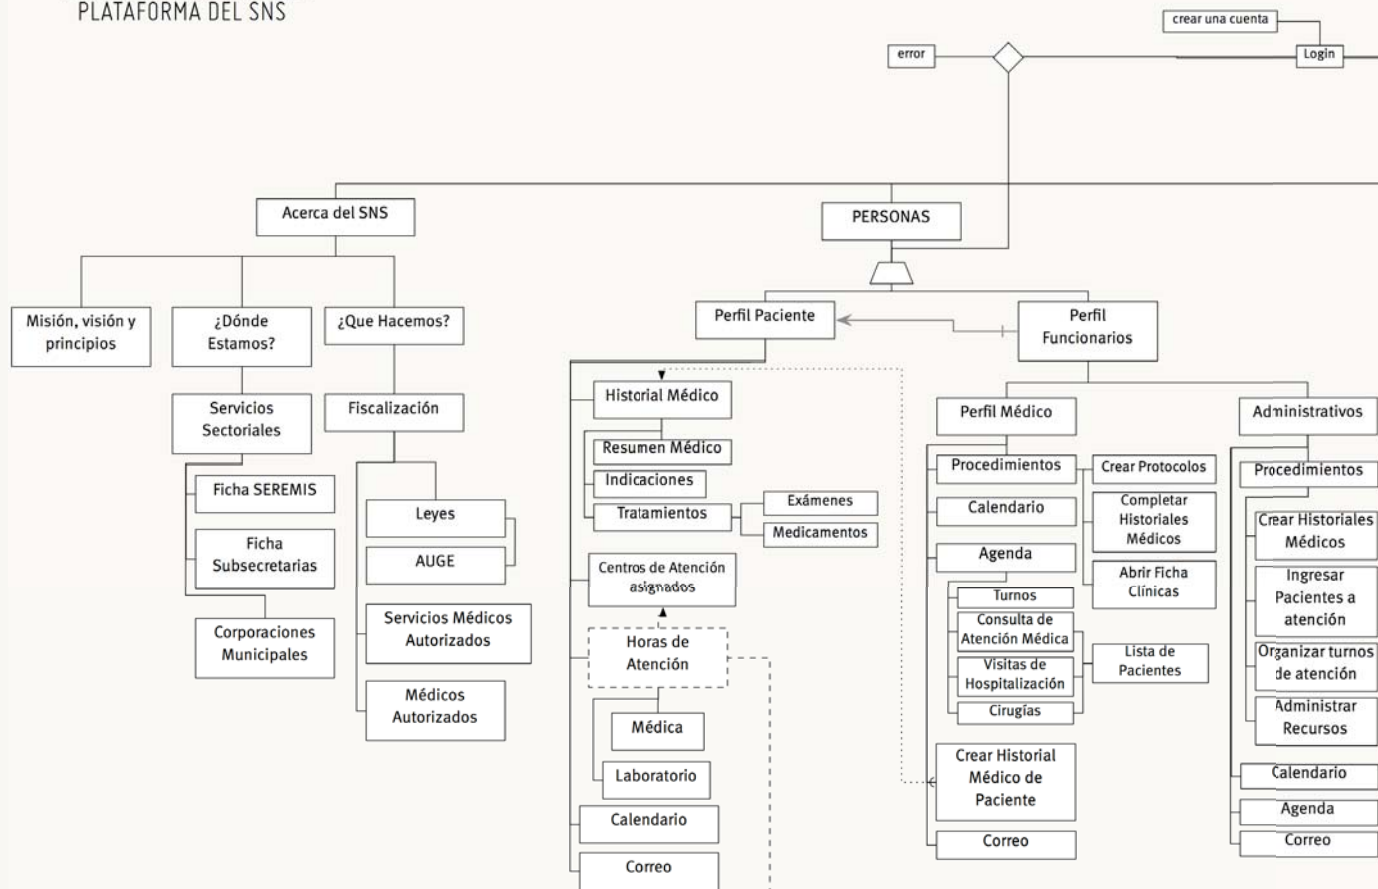 PLATAFORMA DEL SNS
crear una cuenta
error
Login
Acerca del SNS
PERSONAS
Misión, visión y
principios
¿Dónde
Estamos?
¿Que Hacemos?
Perfil Paciente
Perfil
Funcionarios
Servicios
Sectoriales
Fiscalización
Historial Médico
Perfil Médico
Administrativos
Ficha SEREMIS
Ficha
Subsecretarias
Corporaciones
Municipales
Leyes
AUGE
Servicios Médicos
Autorizados
Médicos
Autorizados
Resumen Médico
Indicaciones
Tratamientos
Exámenes
Medicamentos
Centros de Atención
asignados
Horas de
Atención
Médica
Laboratorio
Calendario
Correo
Procedimientos
Crear Protocolos
Completar
Historiales
Médicos
Abrir Ficha
Clínicas
Calendario
Agenda
Turnos
Consulta de
Atención Médica
Visitas de
Hospitalización
Cirugías
Lista de
Pacientes
Crear Historial
Médico de
Paciente
Correo
Procedimientos
Crear Historiales
Médicos
Ingresar
Pacientes a
atención
Organizar turnos
de atención
Administrar
Recursos
Calendario
Agenda
Correo